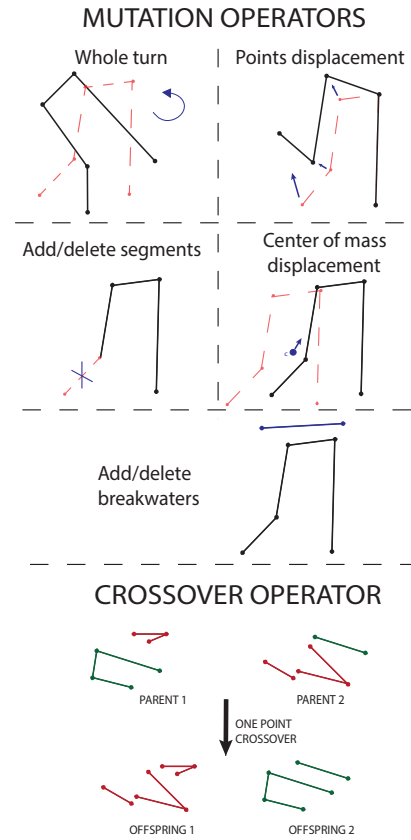 MUTATION OPERATORS
Whole turn
Points displacement
Add/delete segments
Center of mass
displacement
c
Add/delete
breakwaters
CROSSOVER OPERATOR
PARENT 1
PARENT 2
ONE POINT
CROSSOVER
OFFSPRING 1
OFFSPRING 2